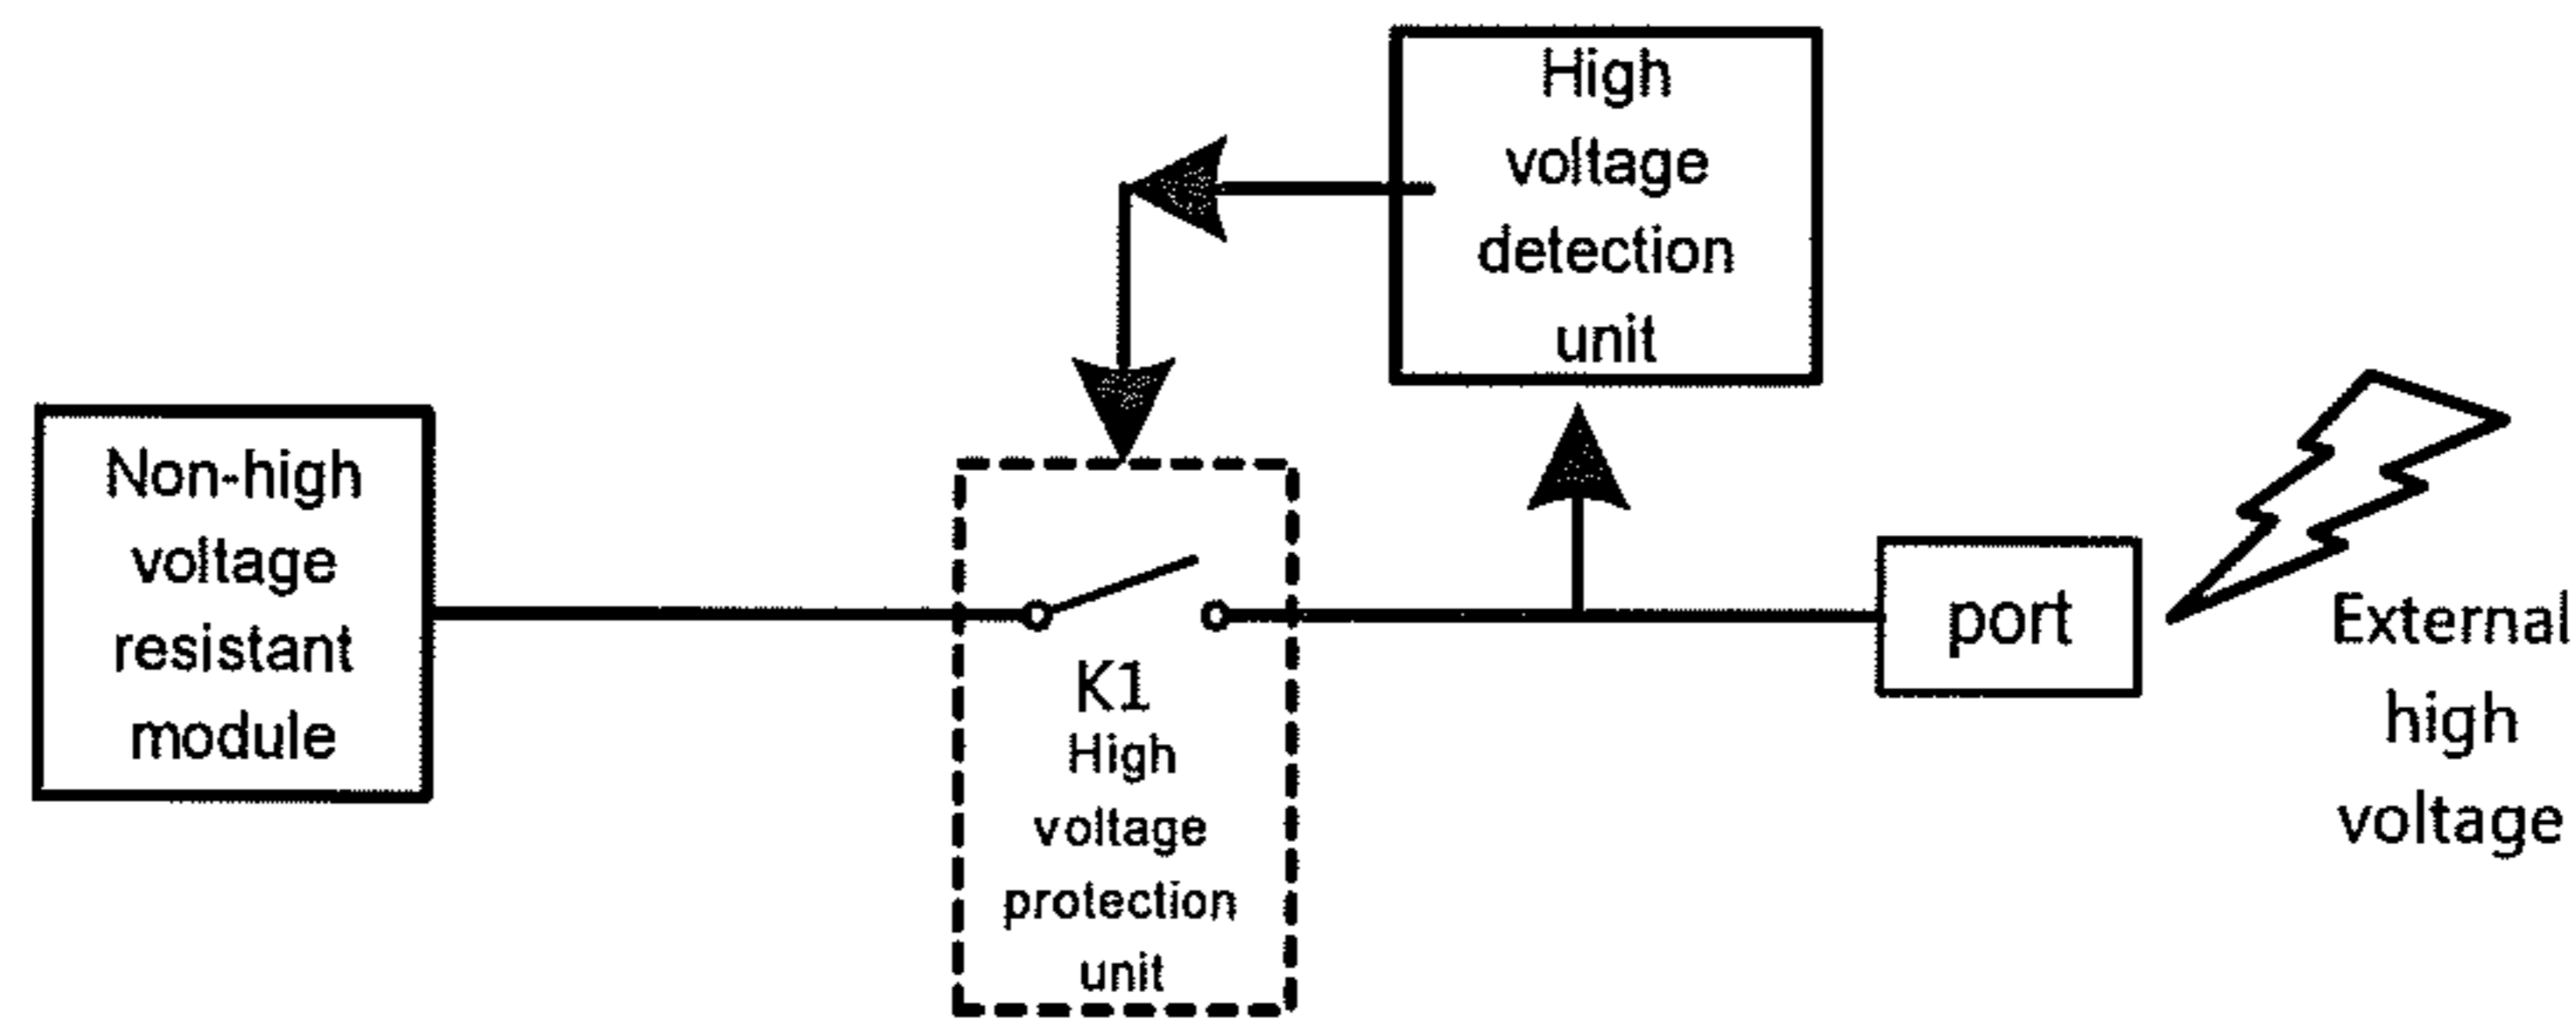 High
voltage
detection
unit
Non-high
voltage
resistant
module
K1
High
voltage
protection
unit
port
External
high
voltage